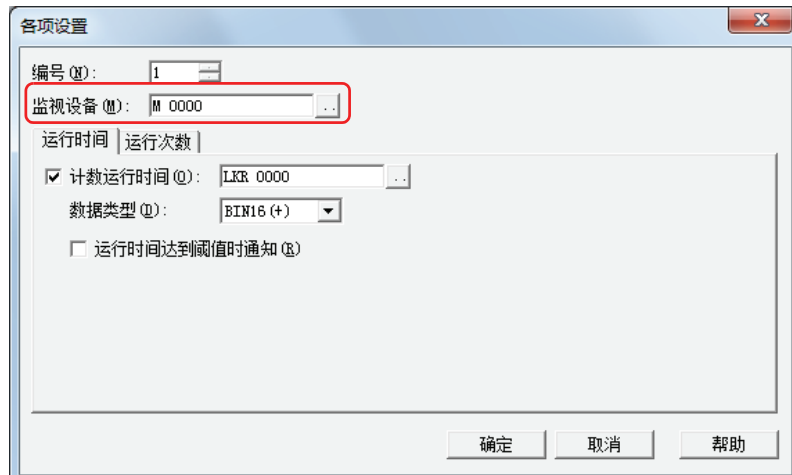 各项设置
编号(N): 1
监视设备(M): M 0000 ..
运行时间 运行次数
计数运行时间(O): LKR 0000 ..
数据类型(D): BIN16(+)
运行时间达到阈值时通知(R)
确定 取消 帮助